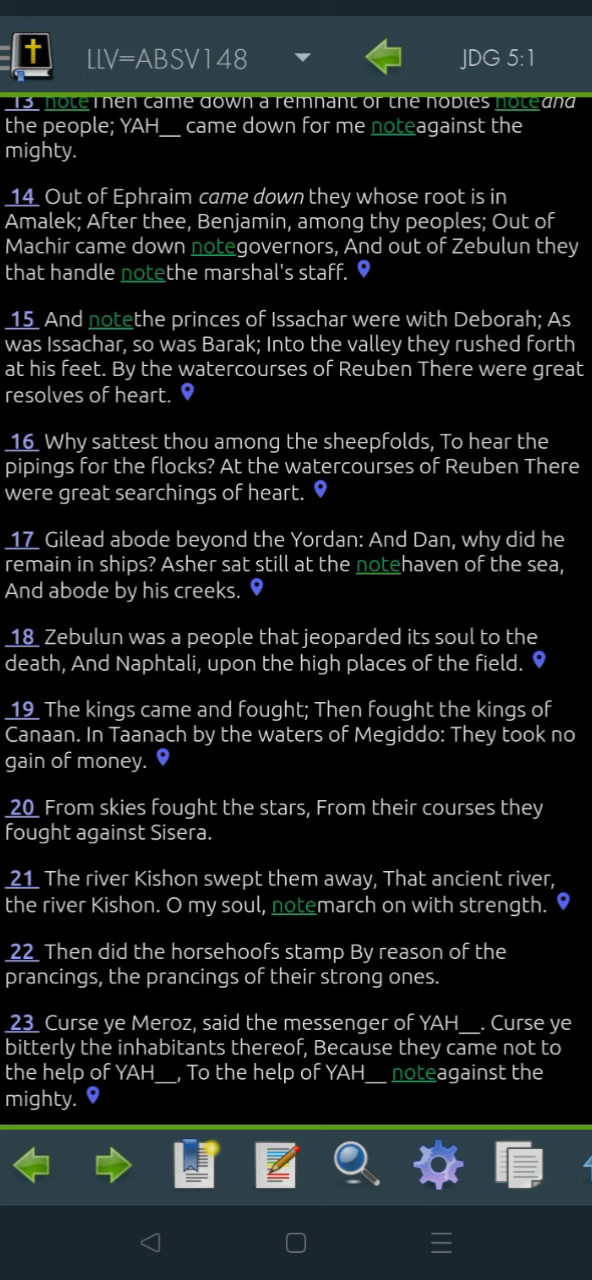 LLV=ABSV148 JDG 5:1
13 noteThen came down a remnant of the nobles noteand
the people; YAH__ came down for me noteagainst the
mighty.
14 Out of Ephraim came down they whose root is in
Amalek; After thee, Benjamin, among thy peoples; Out of
Machir came down notegovernors, And out of Zebulun they
that handle notethe marshal's staff.
15 And notethe princes of Issachar were with Deborah; As
was Issachar, so was Barak; Into the valley they rushed forth
at his feet. By the watercourses of Reuben There were great
resolves of heart.
16 Why sattest thou among the sheepfolds, To hear the
pipings for the flocks? At the watercourses of Reuben There
were great searchings of heart.
17 Gilead abode beyond the Yordan: And Dan, why did he
remain in ships? Asher sat still at the notehaven of the sea,
And abode by his creeks.
18 Zebulun was a people that jeoparded its soul to the
death, And Naphtali, upon the high places of the field.
19 The kings came and fought; Then fought the kings of
Canaan. In Taanach by the waters of Megiddo: They took no
gain of money.
20 From skies fought the stars, From their courses they
fought against Sisera.
21 The river Kishon swept them away, That ancient river,
the river Kishon. O my soul, notemarch on with strength.
22 Then did the horsehoofs stamp By reason of the
prancings, the prancings of their strong ones.
23 Curse ye Meroz, said the messenger of YAH__. Curse ye
bitterly the inhabitants thereof, Because they came not to
the help of YAH__, To the help of YAH__ noteagainst the
mighty.